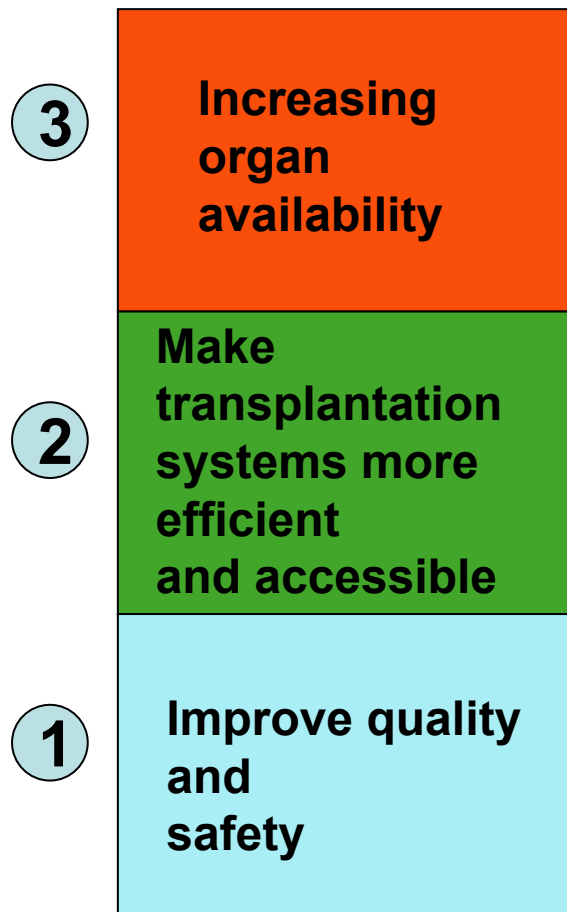 3
Increasing
organ
availability
2
Make
transplantation
systems more
efficient
and accessible
1
Improve quality
and
safety